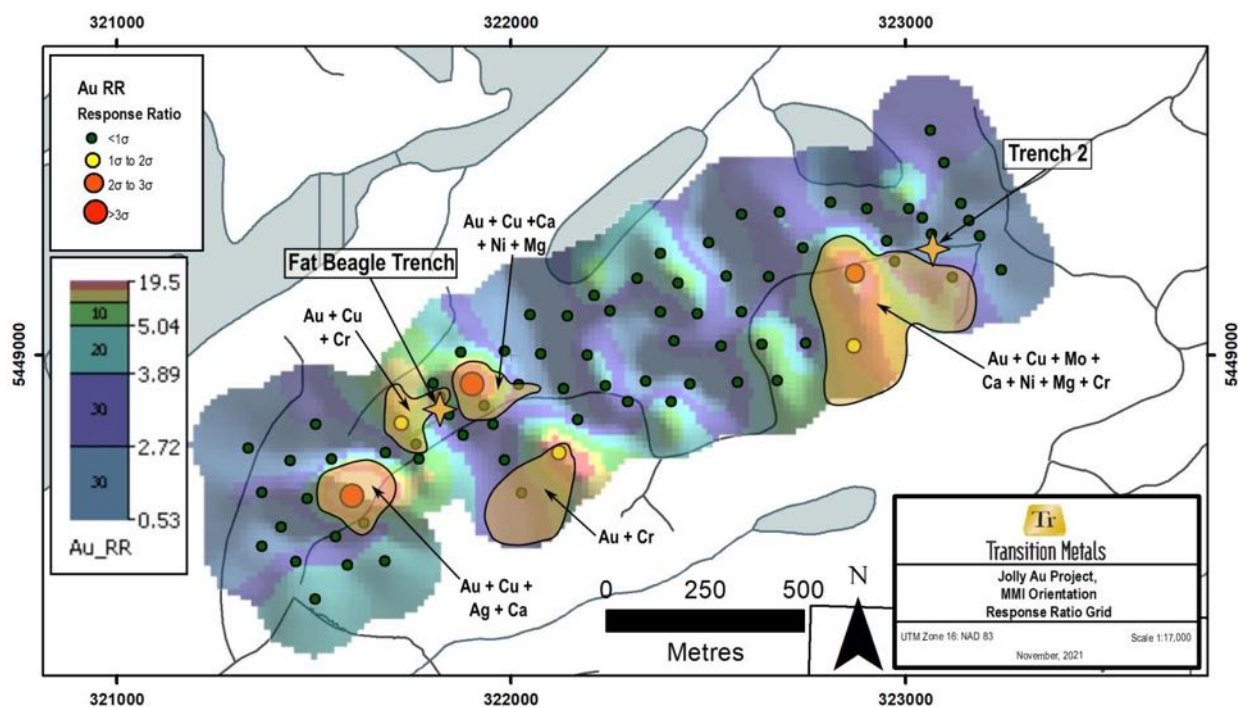 321000
322000
323000
Au RR
Response Ratio
<1σ
1σ to 2σ
2σ to 3σ
>3σ
Trench 2
Au + Cu +Ca
+ Ni + Mg
Fat Beagle Trench
Au + Cu
+ Cr
5449000
5449000
19.5
10
5.04
20
3.89
30
2.72
30
0.53
Au_RR
Au + Cu + Mo +
Ca + Ni + Mg + Cr
Au + Cr
Au + Cu +
Ag + Ca
0 250 500
Metres
N
Tr
Transition Metals
Jolly Au Project,
MMI Orientation
Response Ratio Grid
UTM Zone 16: NAD 83
Scale 1:17,000
November, 2021
321000
322000
323000